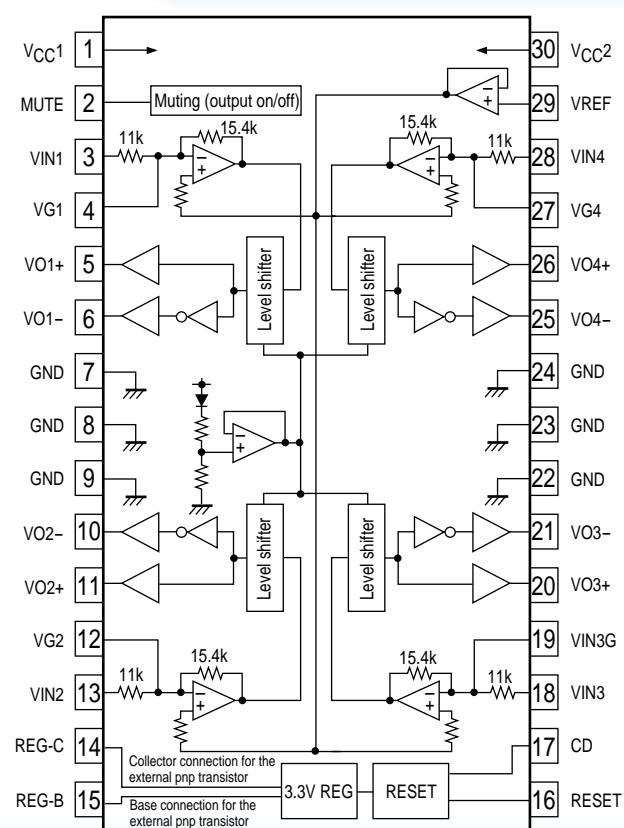 VCC1 1
30 VCC2
MUTE 2 Muting (output on/off)
29 VREF
11k 15.4k
15.4k 11k
VIN1 3
28 VIN4
VG1 4
27 VG4
VO1+ 5
26 VO4+
Level shifter
Level shifter
VO1− 6
25 VO4−
GND 7
24 GND
GND 8
23 GND
GND 9
22 GND
VO2− 10
21 VO3−
Level shifter
Level shifter
VO2+ 11
20 VO3+
VG2 12
19 VIN3G
11k 15.4k
15.4k 11k
VIN2 13
18 VIN3
REG-C 14
17 CD
Collector connection for the
external pnp transistor
3.3V REG
RESET
REG-B 15
16 RESET
Base connection for the
external pnp transistor